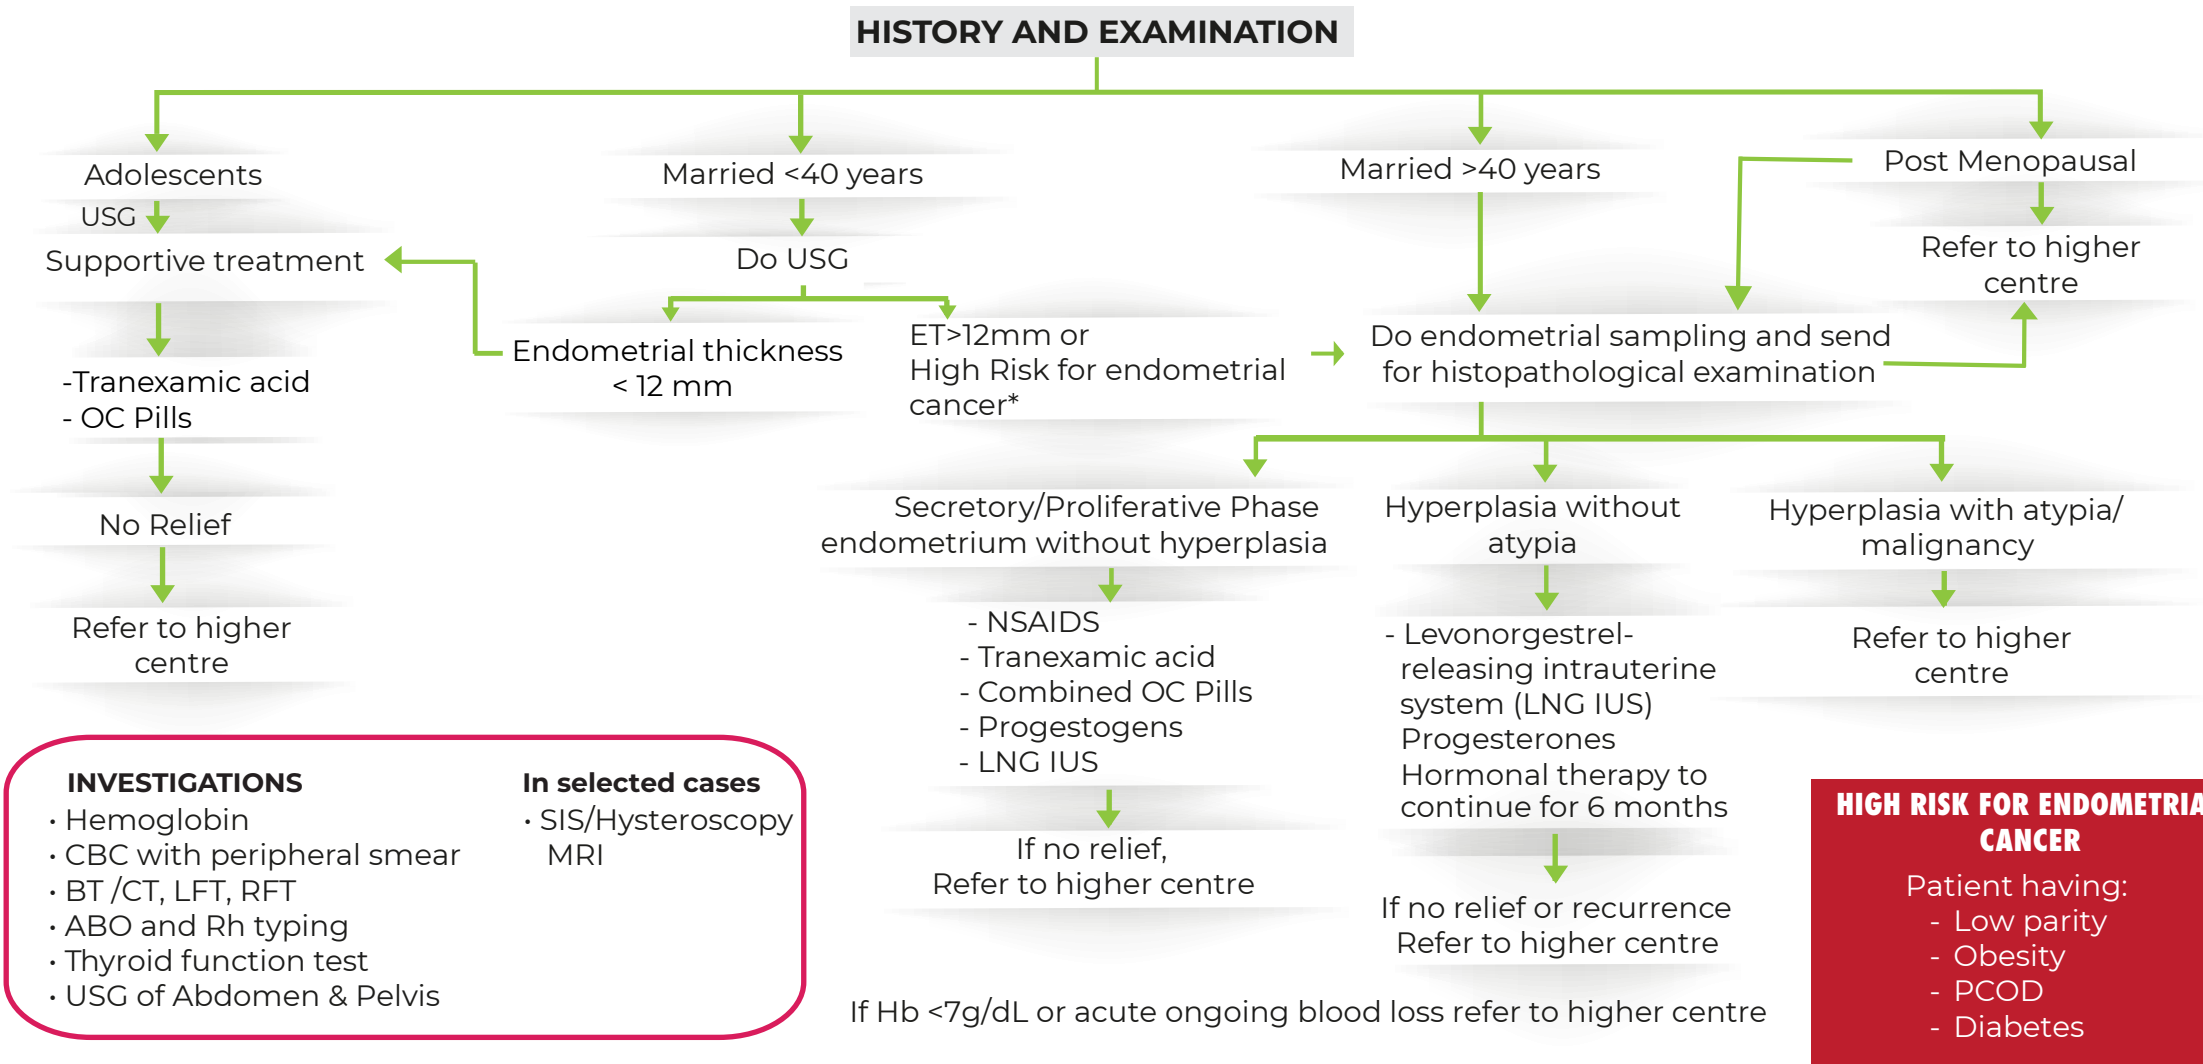 HISTORY AND EXAMINATION
Adolescents
USG
Supportive treatment
-Tranexamic acid
- OC Pills
No Relief
Refer to higher
centre
Married <40 years
Do USG
Endometrial thickness
< 12 mm
ET>12mm or
High Risk for endometrial
cancer*
Married >40 years
Post Menopausal
Refer to higher
centre
Do endometrial sampling and send
for histopathological examination
Secretory/Proliferative Phase
endometrium without hyperplasia
- NSAIDS
- Tranexamic acid
- Combined OC Pills
- Progestogens
- LNG IUS
If no relief,
Refer to higher centre
Hyperplasia without
atypia
- Levonorgestrel-
releasing intrauterine
system (LNG IUS)
Progesterones
Hormonal therapy to
continue for 6 months
If no relief or recurrence
Refer to higher centre
Hyperplasia with atypia/
malignancy
Refer to higher
centre
INVESTIGATIONS
· Hemoglobin
· CBC with peripheral smear
· BT /CT, LFT, RFT
· ABO and Rh typing
· Thyroid function test
· USG of Abdomen & Pelvis
In selected cases
· SIS/Hysteroscopy
MRI
If Hb <7g/dL or acute ongoing blood loss refer to higher centre
HIGH RISK FOR ENDOMETRIA
CANCER
Patient having:
- Low parity
- Obesity
- PCOD
- Diabetes